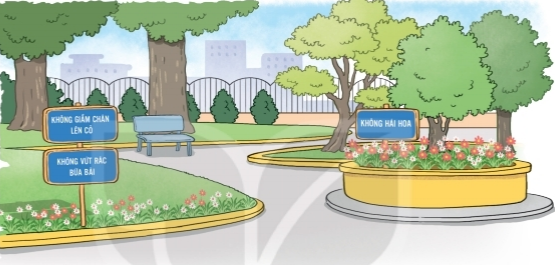 KHÔNG GIẪM CHÂN
LÊN CỎ
KHÔNG VỨT RÁC
BỪA BÃI
KHÔNG HÁI HOA